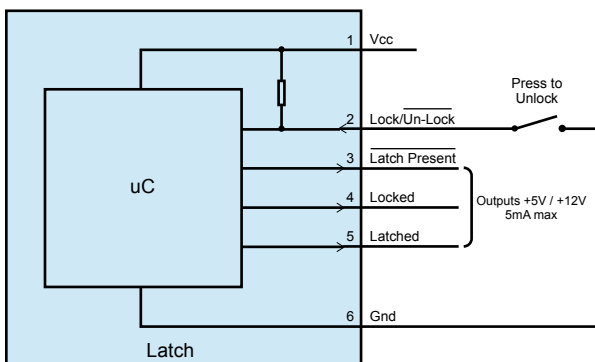 1 Vcc
Press to
Unlock
2 Lock/Un-Lock
3 Latch Present
uC
4 Locked
Outputs +5V / +12V
5mA max
5 Latched
6 Gnd
Latch